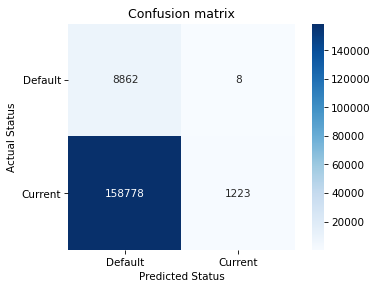 Confusion matrix
Actual Status
Default
Current
8862
8
158778
1223
Default
Current
Predicted Status
140000
120000
100000
80000
60000
40000
20000